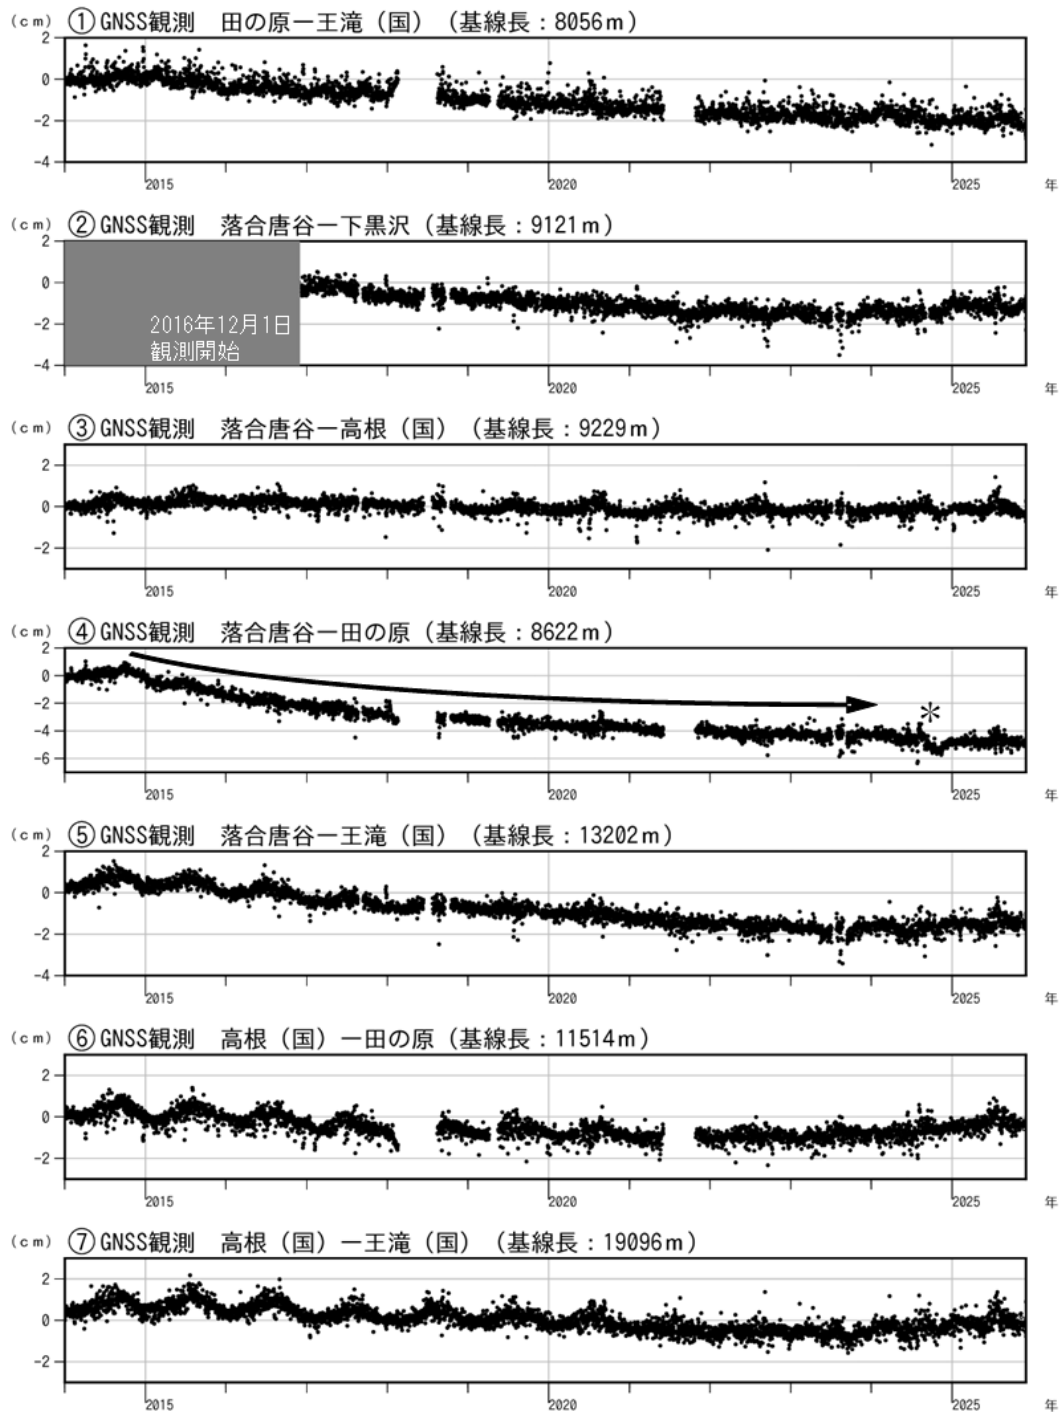 (cm) ①GNSS観測 田の原ー王滝(国)(基線長:8056m)
2
0
-2
-4
2015 2020 2025 年
(cm) ②GNSS観測 落合唐谷ー下黒沢(基線長:9121m)
2
0
-2
-4
2016年12月1日
観測開始
2015 2020 2025 年
(cm) ③GNSS観測 落合唐谷ー高根(国)(基線長:9229m)
2
0
-2
2015 2020 2025 年
(cm) ④GNSS観測 落合唐谷ー田の原(基線長:8622m)
2
0
-2
-4
-6
*
2015 2020 2025 年
(cm) ⑤GNSS観測 落合唐谷ー王滝(国)(基線長:13202m)
2
0
-2
-4
2015 2020 2025 年
(cm) ⑥GNSS観測 高根(国)ー田の原(基線長:11514m)
2
0
-2
2015 2020 2025 年
(cm) ⑦GNSS観測 高根(国)ー王滝(国)(基線長:19096m)
2
0
-2
2015 2020 2025 年